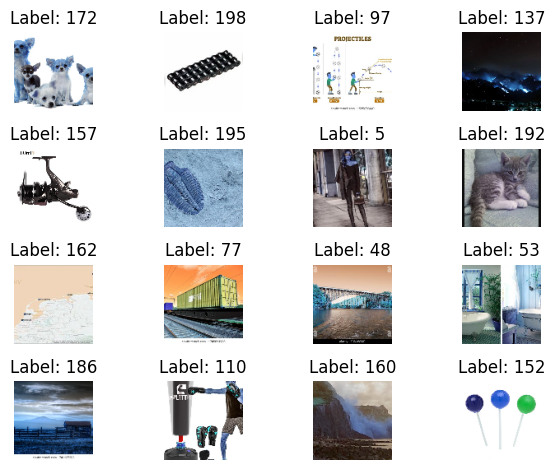 Label: 172
Label: 198
Label: 97
Label: 137
PROJECTILES
Label: 157
Label: 195
Label: 5
Label: 192
Label: 162
Label: 77
Label: 48
Label: 53
Label: 186
Label: 110
Label: 160
Label: 152